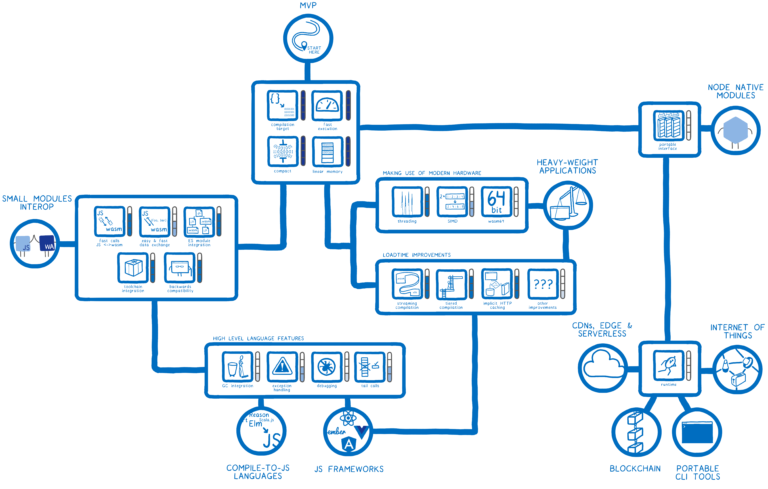 MVP
START
HERE
compilation
target
fast
execution
compact
linear memory
NODE NATIVE
MODULES
portable
interface
MAKING USE OF MODERN HARDWARE
HEAVY-WEIGHT
APPLICATIONS
threading
SIMD
64
bit
wasm64
SMALL MODULES
INTEROP
JS
WA
JS
wasm
fast calls
JS <->wasm
JS
wasm
easy & fast
data exchange
ES module
integration
toolchain
integration
backwards
compatibility
LOADTIME IMPROVEMENTS
streaming
compilation
tiered
compilation
implicit HTTP
caching
???
other
improvements
HIGH LEVEL LANGUAGE FEATURES
GC integration
exception
handling
debugging
tail calls
CDNs, EDGE &
SERVERLESS
INTERNET OF
THINGS
runtime
Reason
Elm
JS
ember
COMPILE-TO-JS
LANGUAGES
JS FRAMEWORKS
BLOCKCHAIN
PORTABLE
CLI TOOLS